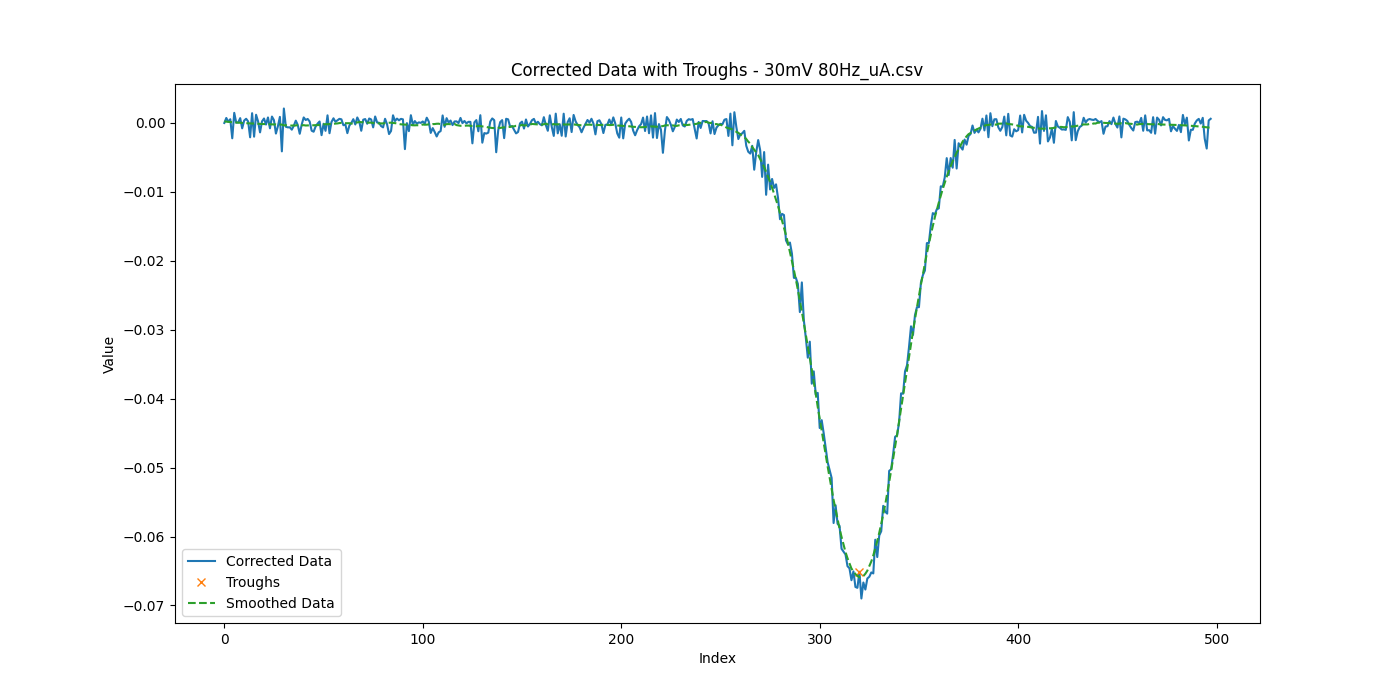 Corrected Data with Troughs - 30mV 80Hz_uA.csv
0.00
−0.01
−0.02
−0.03
−0.04
−0.05
−0.06
−0.07
Value
Corrected Data
Troughs
Smoothed Data
0 100 200 300 400 500
Index